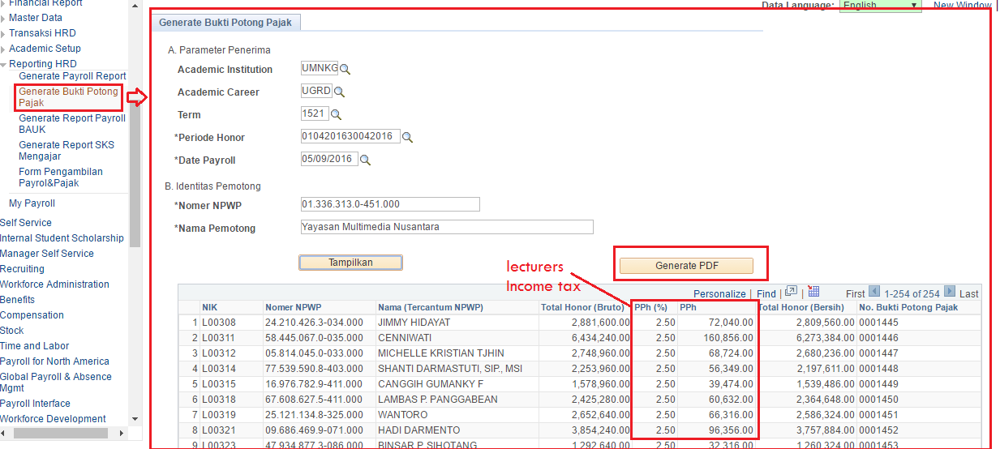 Financial Report
Master Data
Transaksi HRD
Academic Setup
Reporting HRD
Generate Payroll Report
Generate Bukti Potong
Pajak
Generate Report Payroll
BAUK
Generate Report SKS
Mengajar
Form Pengambilan
Payrol&Pajak
My Payroll
Self Service
Internal Student Scholarship
Manager Self Service
Recruiting
Workforce Administration
Benefits
Compensation
Stock
Time and Labor
Payroll for North America
Global Payroll & Absence
Mgmt
Payroll Interface
Workforce Development
Data Language: English New Window
Generate Bukti Potong Pajak
A. Parameter Penerima
Academic Institution UMNKG
Academic Career UGRD
Term 1521
*Periode Honor 0104201630042016
*Date Payroll 05/09/2016
B. Identitas Pemotong
*Nomer NPWP 01.336.313.0-451.000
*Nama Pemotong Yayasan Multimedia Nusantara
Tampilkan
Generate PDF
lecturers
Income tax
Personalize | Find | | First 1-254 of 254 Last
NIK Nomer NPWP Nama (Tercantum NPWP) Total Honor (Bruto) PPh (%) PPh Total Honor (Bersih) No. Bukti Potong Pajak
1 L00308 24.210.426.3-034.000 JIMMY HIDAYAT 2,881,600.00 2.50 72,040.00 2,809,560.00 0001445
2 L00311 58.445.067.0-035.000 CENNIWATI 6,434,240.00 2.50 160,856.00 6,273,384.00 0001446
3 L00312 05.814.045.0-033.000 MICHELLE KRISTIAN TJHIN 2,748,960.00 2.50 68,724.00 2,680,236.00 0001447
4 L00314 77.539.590.8-403.000 SHANTI DARMASTUTI, SIP., MSI 2,253,960.00 2.50 56,349.00 2,197,611.00 0001448
5 L00315 16.976.782.9-411.000 CANGGIH GUMANKY F 1,578,960.00 2.50 39,474.00 1,539,486.00 0001449
6 L00318 67.608.627.5-411.000 LAMBAS P. PANGGABEAN 2,425,280.00 2.50 60,632.00 2,364,648.00 0001450
7 L00319 25.121.134.8-325.000 WANTORO 2,652,640.00 2.50 66,316.00 2,586,324.00 0001451
8 L00321 09.686.469.9-071.000 HADI DARMENTO 3,854,240.00 2.50 96,356.00 3,757,884.00 0001452
9 L00323 47.934.877.3-086.000 BINSAR P SIHOTANG 1,292,640.00 2.50 32,316.00 1,260,324.00 0001453